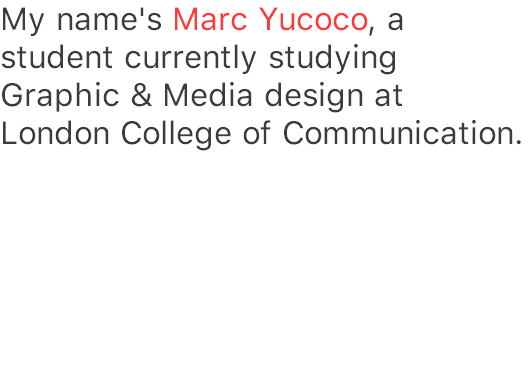 My name's Marc Yucoco, a
student currently studying
Graphic & Media design at
London College of Communication.